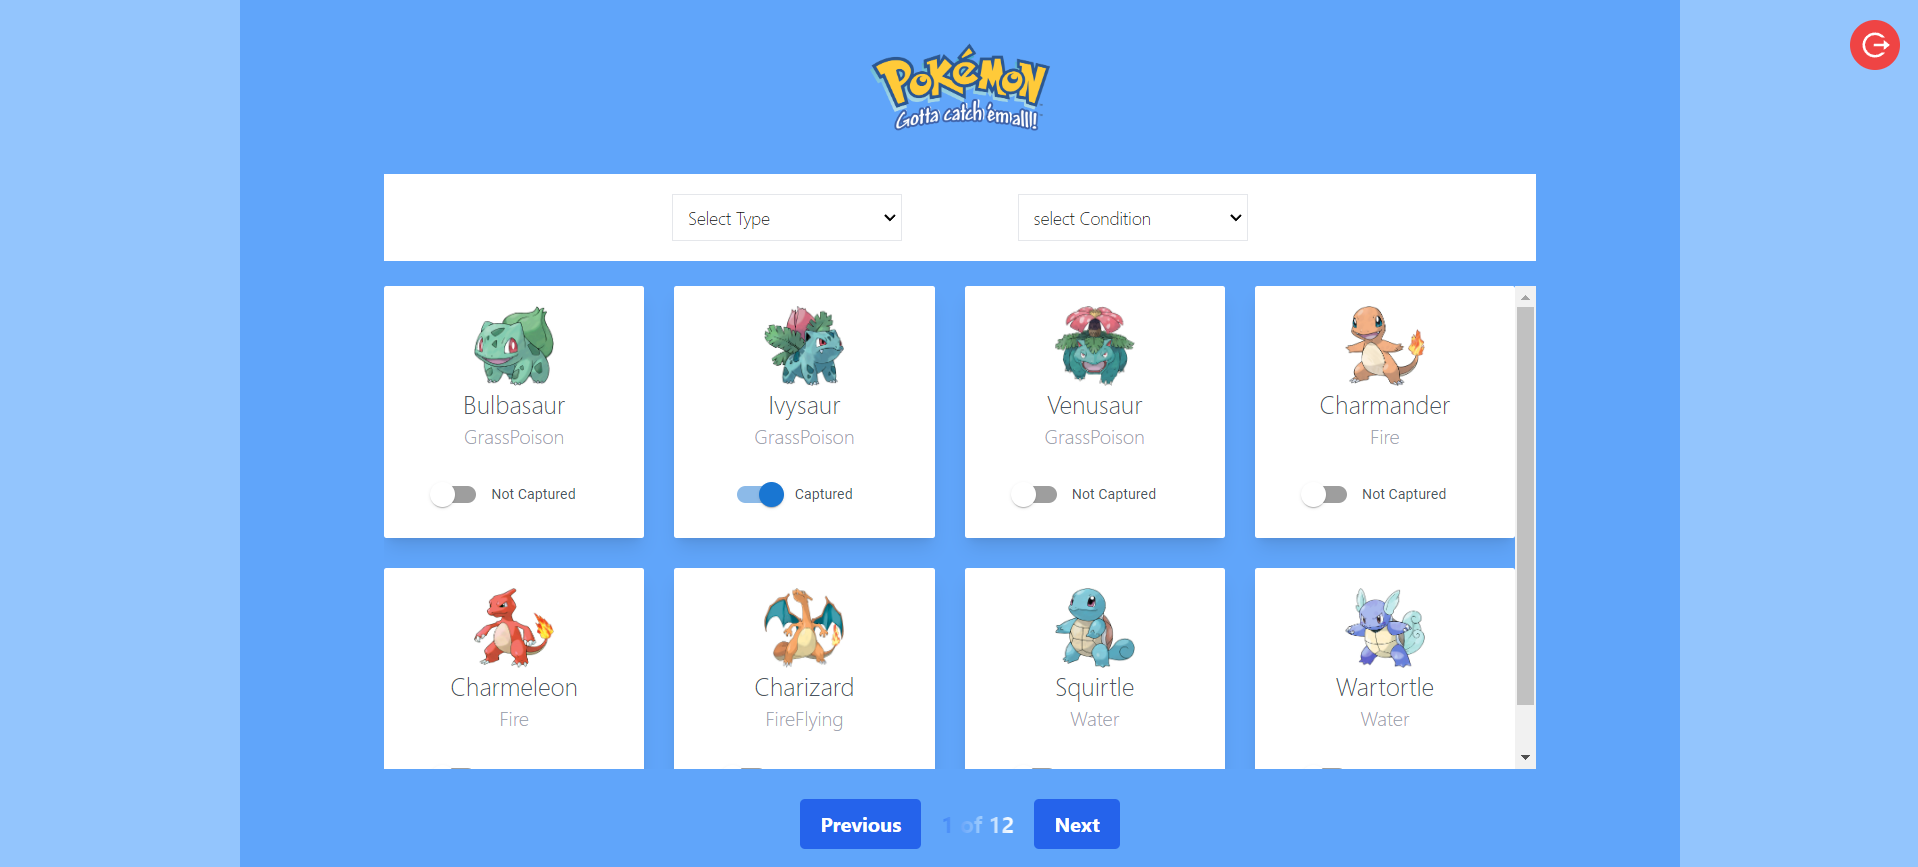 Pokémon
Gotta catch 'em all!
Select Type
select Condition
Bulbasaur
GrassPoison
Not Captured
Ivysaur
GrassPoison
Captured
Venusaur
GrassPoison
Not Captured
Charmander
Fire
Not Captured
Charmeleon
Fire
Charizard
FireFlying
Squirtle
Water
Wartortle
Water
Previous
1 of 12
Next